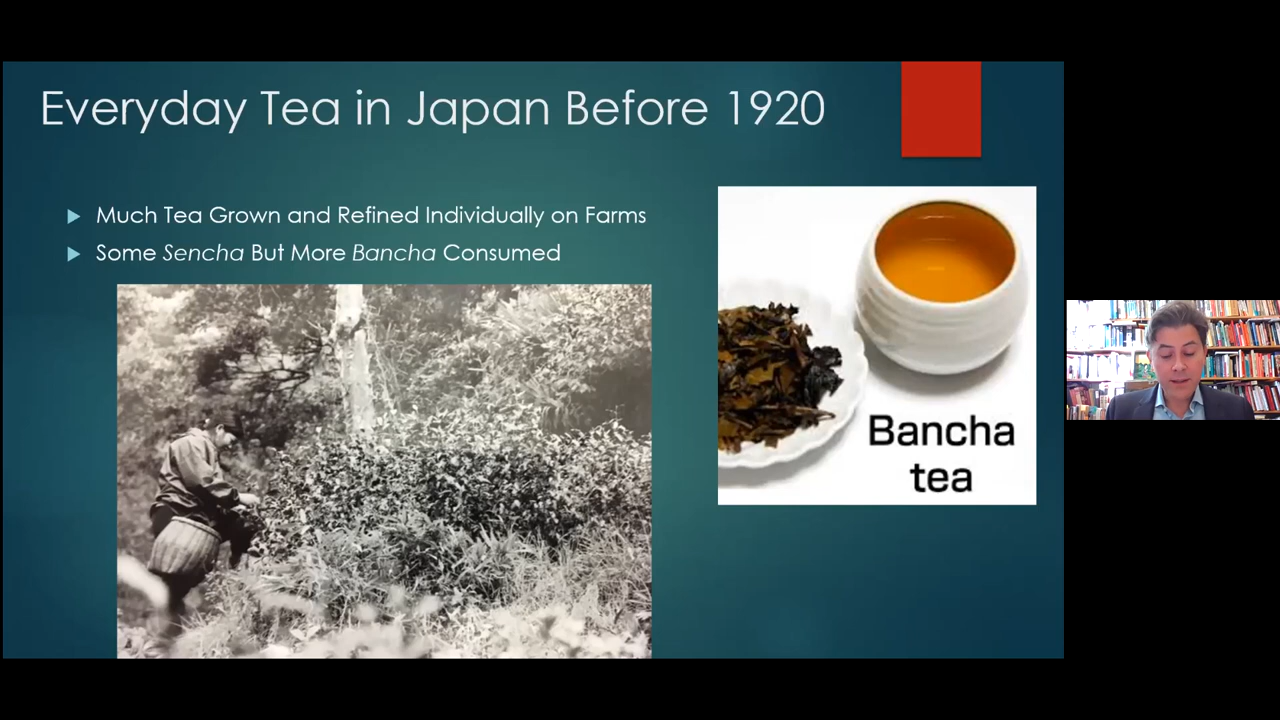 Everyday Tea in Japan Before 1920
Much Tea Grown and Refined Individually on Farms
Some Sencha But More Bancha Consumed
Bancha
tea